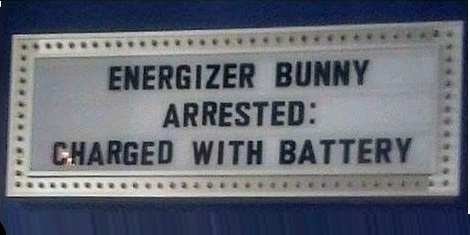 ENERGIZER BUNNY
ARRESTED:
CHARGED WITH BATTERY